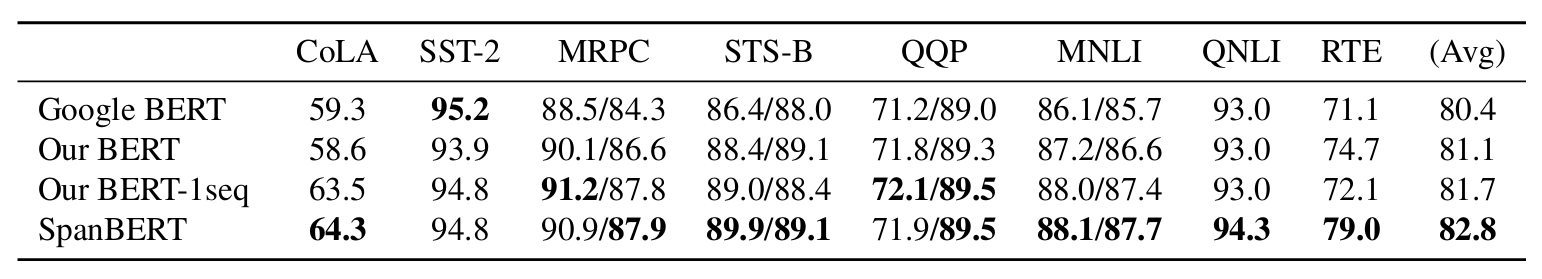 CoLA SST-2 MRPC STS-B QQP MNLI QNLI RTE (Avg)
Google BERT 59.3 95.2 88.5/84.3 86.4/88.0 71.2/89.0 86.1/85.7 93.0 71.1 80.4
Our BERT 58.6 93.9 90.1/86.6 88.4/89.1 71.8/89.3 87.2/86.6 93.0 74.7 81.1
Our BERT-1seq 63.5 94.8 91.2/87.8 89.0/88.4 72.1/89.5 88.0/87.4 93.0 72.1 81.7
SpanBERT 64.3 94.8 90.9/87.9 89.9/89.1 71.9/89.5 88.1/87.7 94.3 79.0 82.8